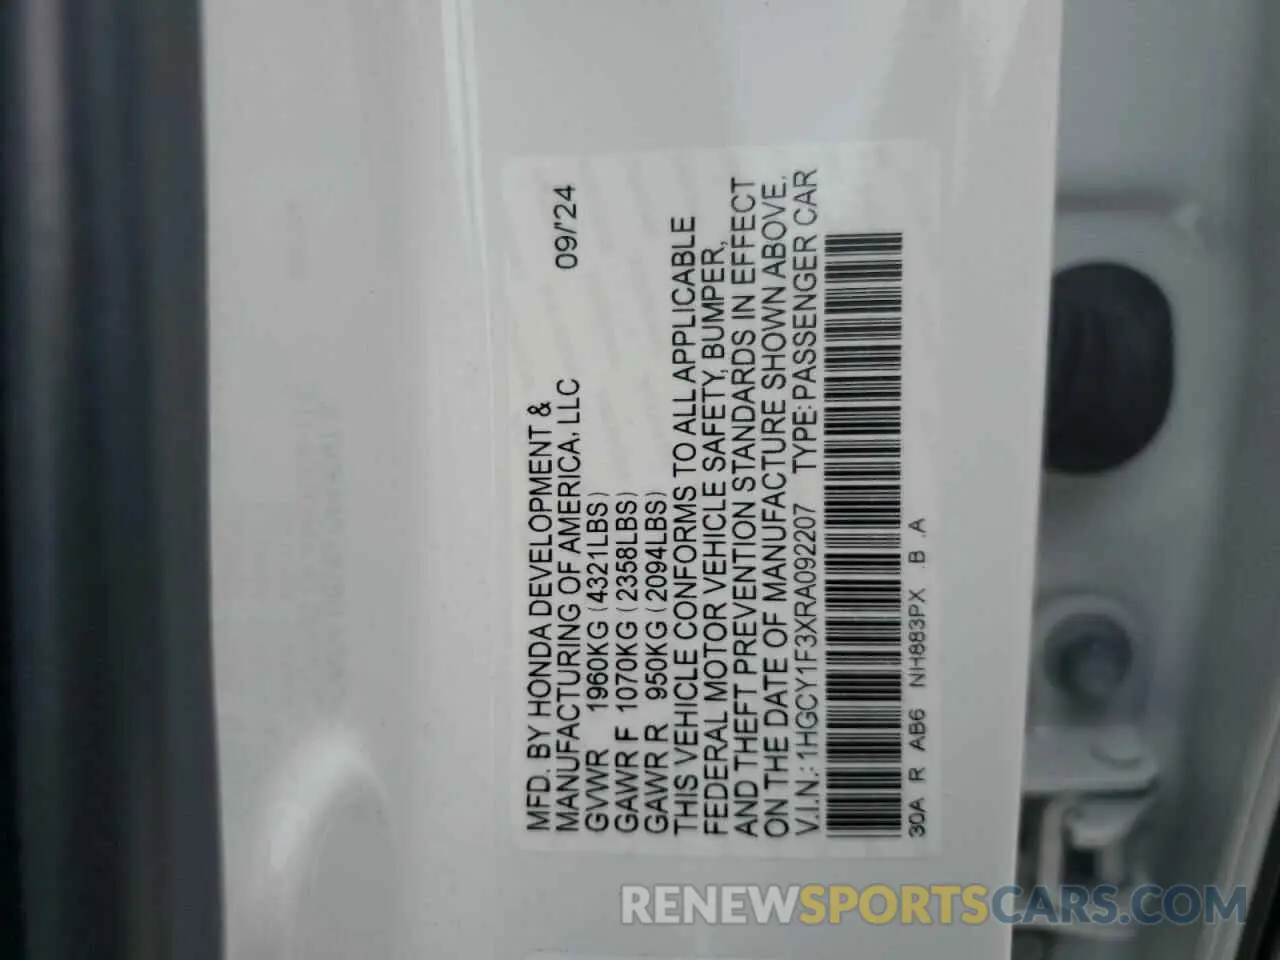 MFD. BY HONDA DEVELOPMENT &
MANUFACTURING OF AMERICA, LLC 09/'24
GVWR 1960KG (4321LBS)
GAWR F 1070KG (2358LBS)
GAWR R 950KG (2094LBS)
THIS VEHICLE CONFORMS TO ALL APPLICABLE
FEDERAL MOTOR VEHICLE SAFETY, BUMPER,
AND THEFT PREVENTION STANDARDS IN EFFECT
ON THE DATE OF MANUFACTURE SHOWN ABOVE.
V.I.N.: 1HGCY1F3XRA092207 TYPE: PASSENGER CAR
30A R AB6 NH883PX .B .A
RENEWSPORTSCARS.COM